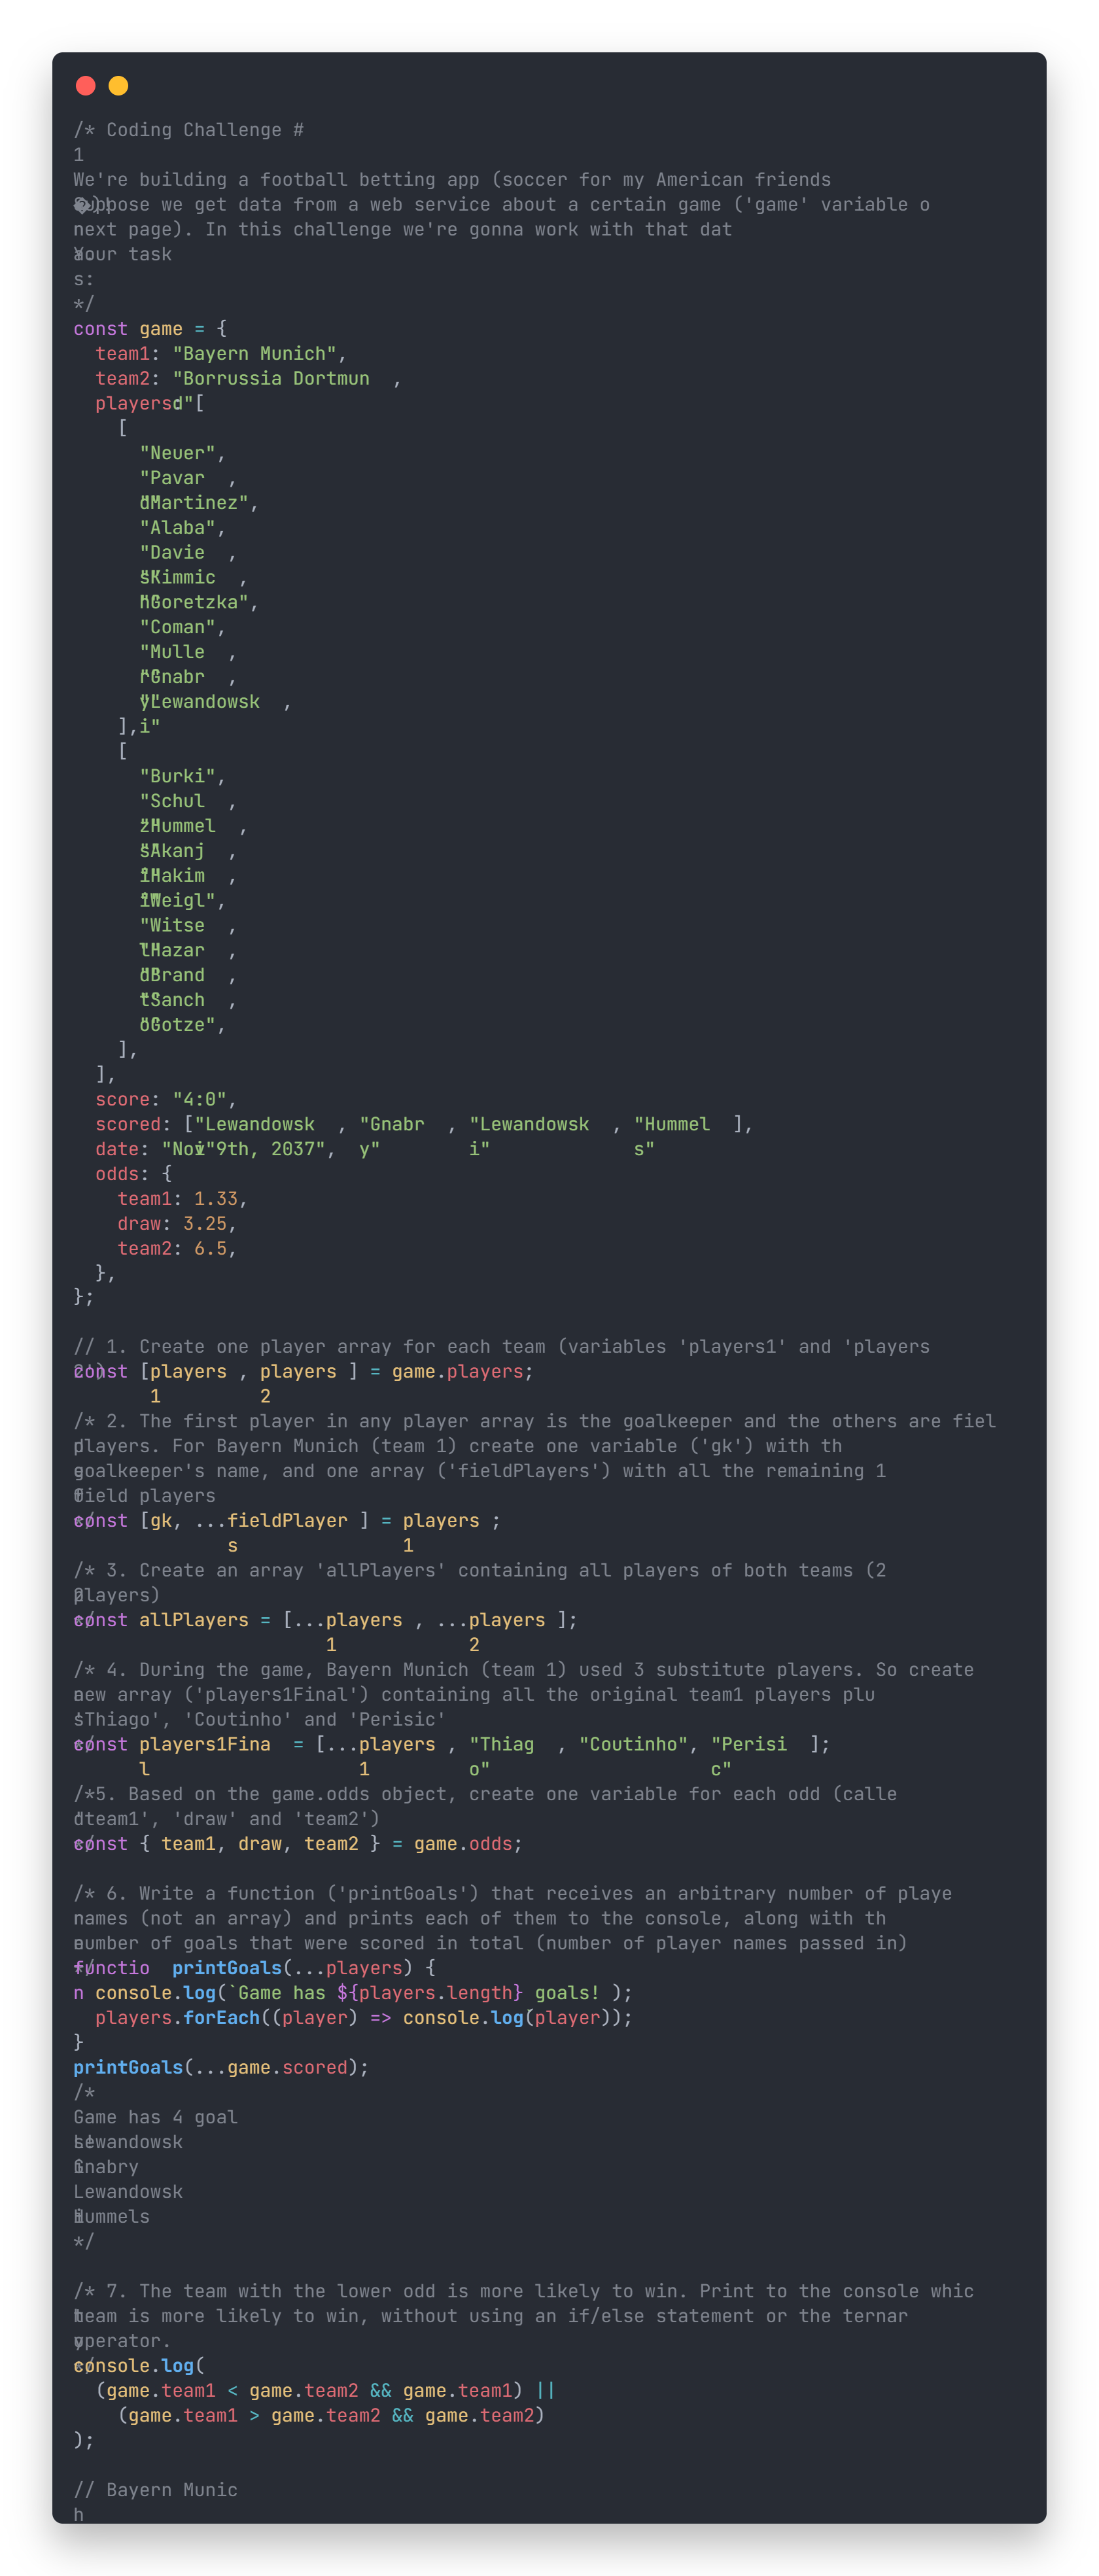 /* Coding Challenge #1
We're building a football betting app (soccer for my American friends
Suppose we get data from a web service about a certain game ('game' variable on
next page). In this challenge we're gonna work with that data.
Your tasks:
*/
const game = {
  team1: "Bayern Munich",
  team2: "Borrussia Dortmund",
  players: [
    [
      "Neuer",
      "Pavard",
      "Martinez",
      "Alaba",
      "Davies",
      "Kimmich",
      "Goretzka",
      "Coman",
      "Muller",
      "Gnabry",
      "Lewandowski",
    ],
    [
      "Burki",
      "Schulz",
      "Hummels",
      "Akanji",
      "Hakimi",
      "Weigl",
      "Witsel",
      "Hazard",
      "Brandt",
      "Sancho",
      "Gotze",
    ],
  ],
  score: "4:0",
  scored: ["Lewandowski", "Gnabry", "Lewandowski", "Hummels"],
  date: "Nov 9th, 2037",
  odds: {
    team1: 1.33,
    draw: 3.25,
    team2: 6.5,
  },
};
// 1. Create one player array for each team (variables 'players1' and 'players2')
const [players1, players2] = game.players;
/* 2. The first player in any player array is the goalkeeper and the others are field
players. For Bayern Munich (team 1) create one variable ('gk') with the
goalkeeper's name, and one array ('fieldPlayers') with all the remaining 10
field players
*/
const [gk, ...fieldPlayers] = players1;
/* 3. Create an array 'allPlayers' containing all players of both teams (22
players)
*/
const allPlayers = [...players1, ...players2];
/* 4. During the game, Bayern Munich (team 1) used 3 substitute players. So create a
new array ('players1Final') containing all the original team1 players plus
'Thiago', 'Coutinho' and 'Perisic'
*/
const players1Final = [...players1, "Thiago", "Coutinho", "Perisic"];
/*5. Based on the game.odds object, create one variable for each odd (called
'team1', 'draw' and 'team2')
*/
const { team1, draw, team2 } = game.odds;
/* 6. Write a function ('printGoals') that receives an arbitrary number of player
names (not an array) and prints each of them to the console, along with the
number of goals that were scored in total (number of player names passed in)
*/
function printGoals(...players) {
  console.log(`Game has ${players.length} goals!`);
  players.forEach((player) => console.log(player));
}
printGoals(...game.scored);
/*
Game has 4 goals!
Lewandowski
Gnabry
Lewandowski
Hummels
*/
/* 7. The team with the lower odd is more likely to win. Print to the console which
team is more likely to win, without using an if/else statement or the ternary
operator.
*/
console.log(
  (game.team1 < game.team2 && game.team1) ||
    (game.team1 > game.team2 && game.team2)
);
// Bayern Munich